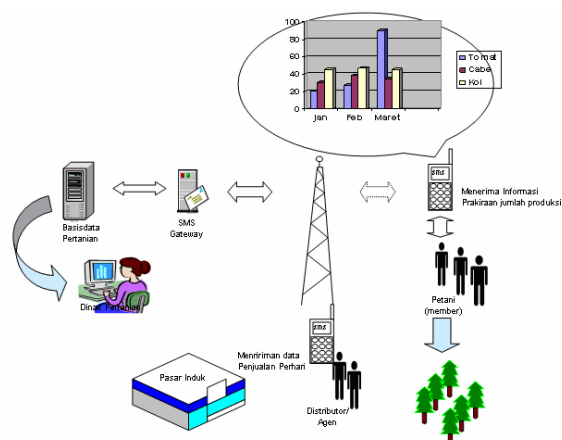 100
80
60
40
20
0
Jan Feb Maret
Tomat
Cabe
Kol
sms
Menerima Informasi
Prakiraan jumlah produksi
Basisdata
Pertanian
SMS
Gateway
Dinas Pertanian
Petani
(member)
sms
Menririman data
Penjualan Perhari
Pasar Induk
Distributor/
Agen